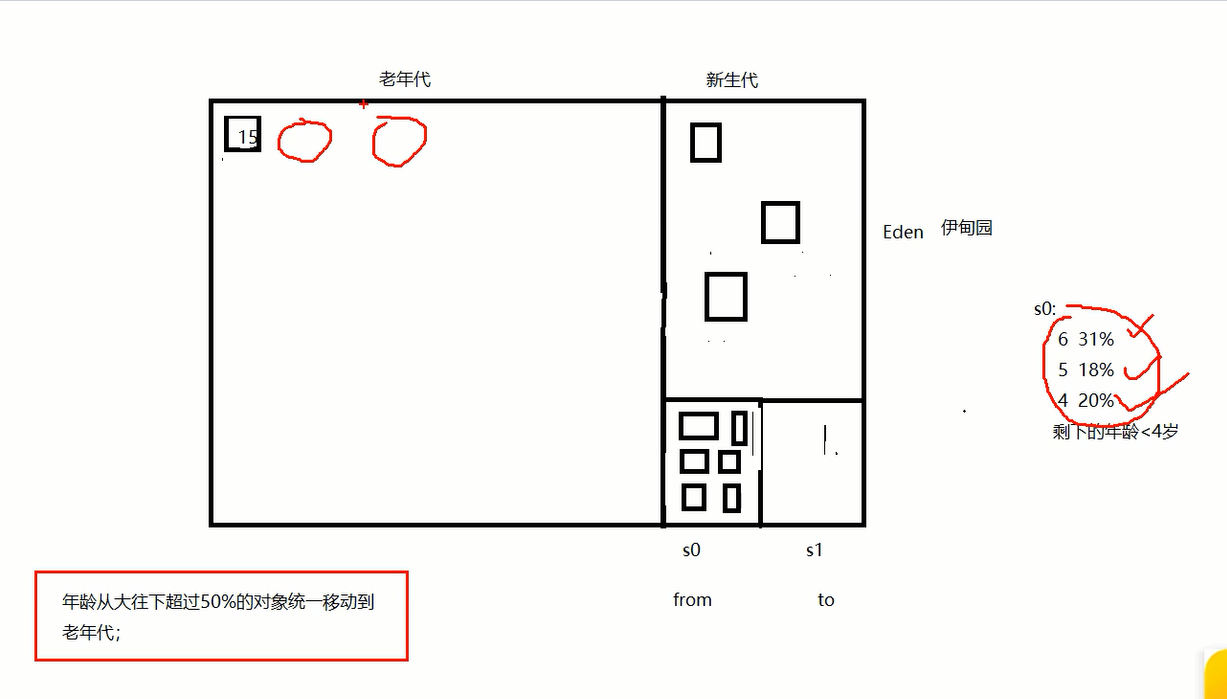 老年代
新生代
15
Eden 伊甸园
s0:
6 31%
5 18%
4 20%
剩下的年龄<4岁
s0
s1
from
to
年龄从大往下超过50%的对象统一移动到
老年代;